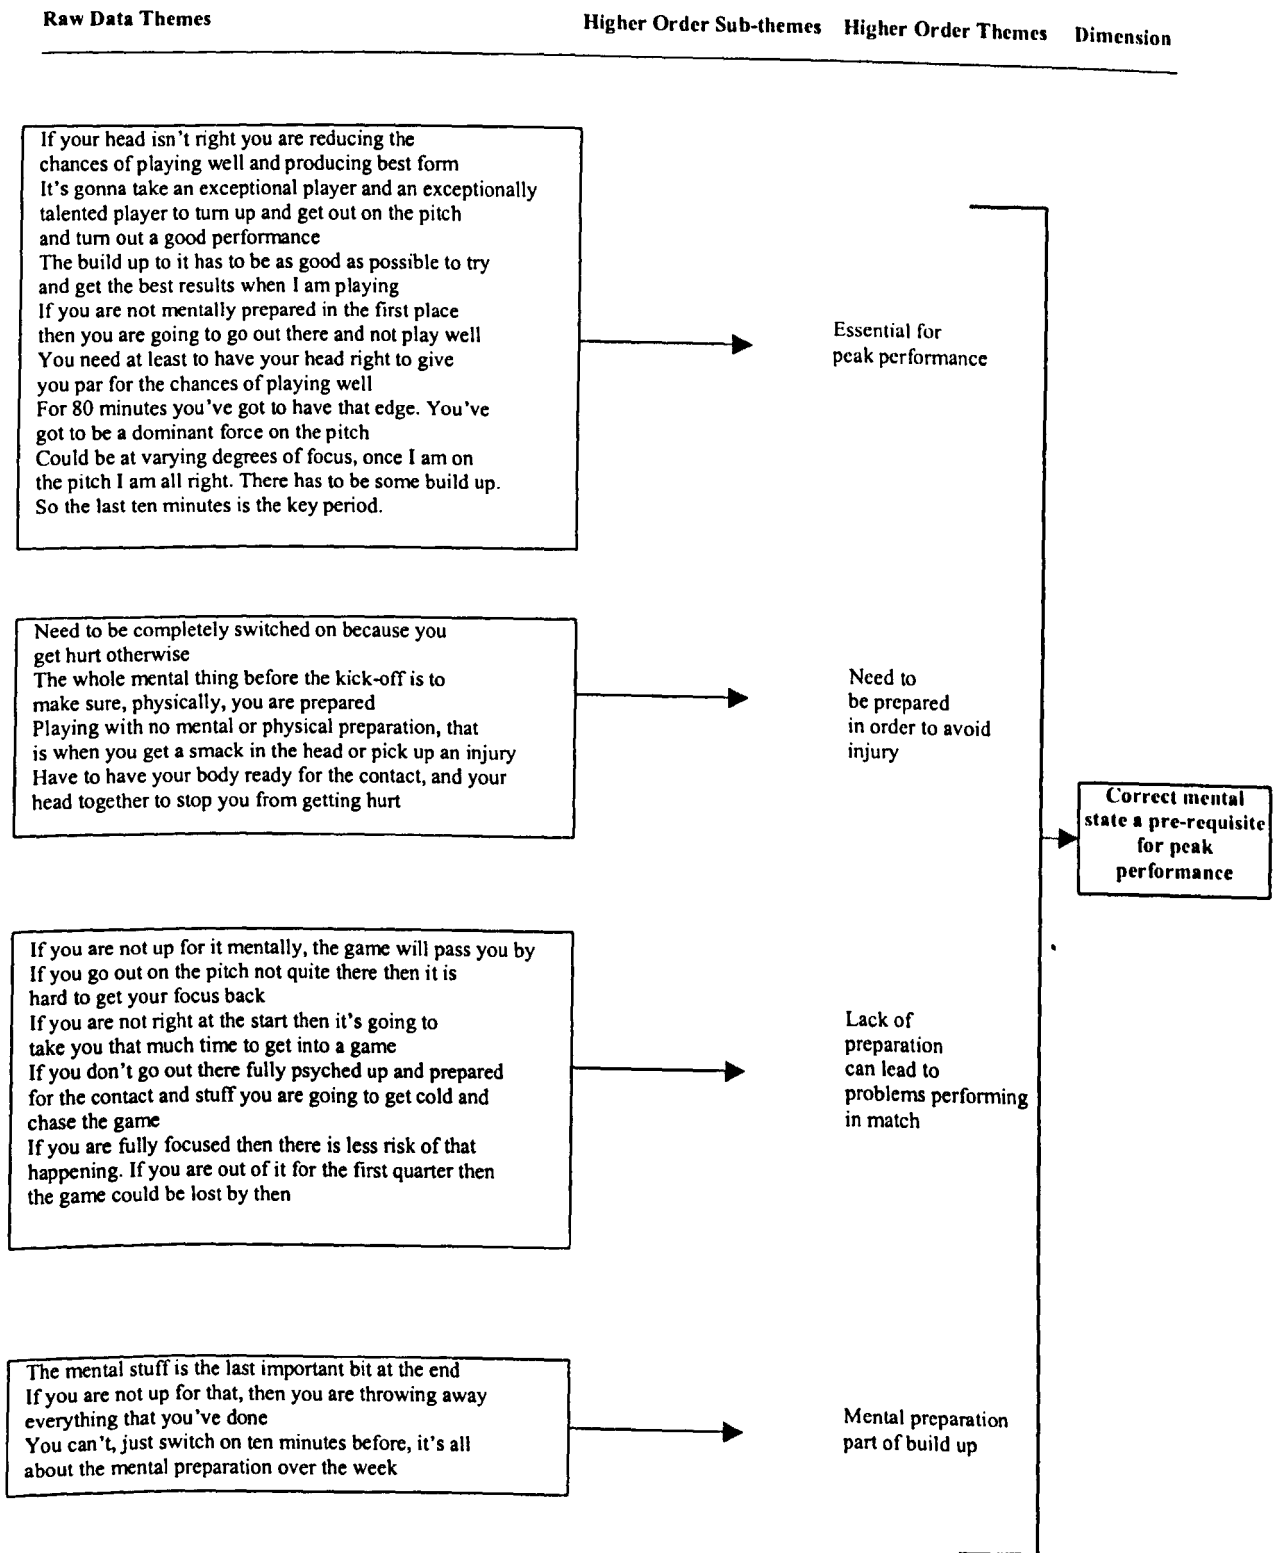 Raw Data Themes
Higher Order Sub-themes
Higher Order Themes
Dimension
If your head isn't right you are reducing the
chances of playing well and producing best form
It's gonna take an exceptional player and an exceptionally
talented player to turn up and get out on the pitch
and turn out a good performance
The build up to it has to be as good as possible to try
and get the best results when I am playing
If you are not mentally prepared in the first place
then you are going to go out there and not play well
You need at least to have your head right to give
you par for the chances of playing well
For 80 minutes you've got to have that edge. You've
got to be a dominant force on the pitch
Could be at varying degrees of focus, once I am on
the pitch I am all right. There has to be some build up.
So the last ten minutes is the key period.
Essential for
peak performance
Need to be completely switched on because you
get hurt otherwise
The whole mental thing before the kick-off is to
make sure, physically, you are prepared
Playing with no mental or physical preparation, that
is when you get a smack in the head or pick up an injury
Have to have your body ready for the contact, and your
head together to stop you from getting hurt
Need to
be prepared
in order to avoid
injury
Correct mental
state a pre-requisite
for peak
performance
If you are not up for it mentally, the game will pass you by
If you go out on the pitch not quite there then it is
hard to get your focus back
If you are not right at the start then it's going to
take you that much time to get into a game
If you don't go out there fully psyched up and prepared
for the contact and stuff you are going to get cold and
chase the game
If you are fully focused then there is less risk of that
happening. If you are out of it for the first quarter then
the game could be lost by then
Lack of
preparation
can lead to
problems performing
in match
The mental stuff is the last important bit at the end
If you are not up for that, then you are throwing away
everything that you've done
You can't, just switch on ten minutes before, it's all
about the mental preparation over the week
Mental preparation
part of build up